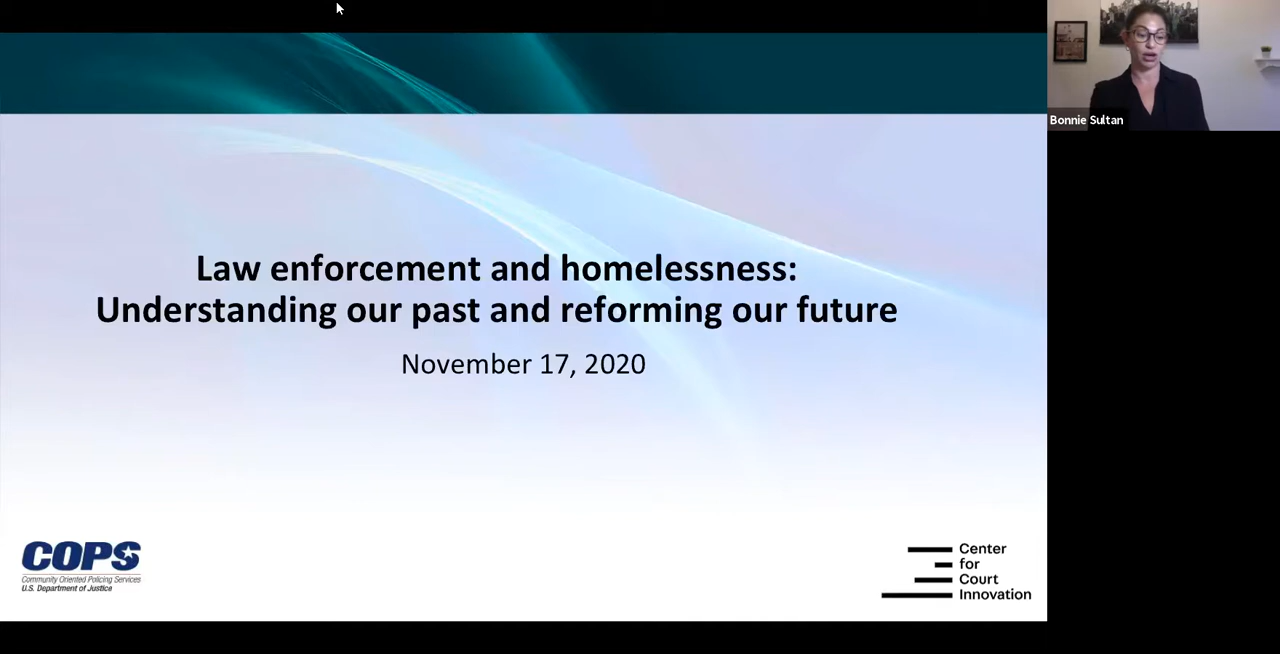 Bonnie Sultan
Law enforcement and homelessness:
Understanding our past and reforming our future
November 17, 2020
COPS
Community Oriented Policing Services
U.S. Department of Justice
Center
for
Court
Innovation